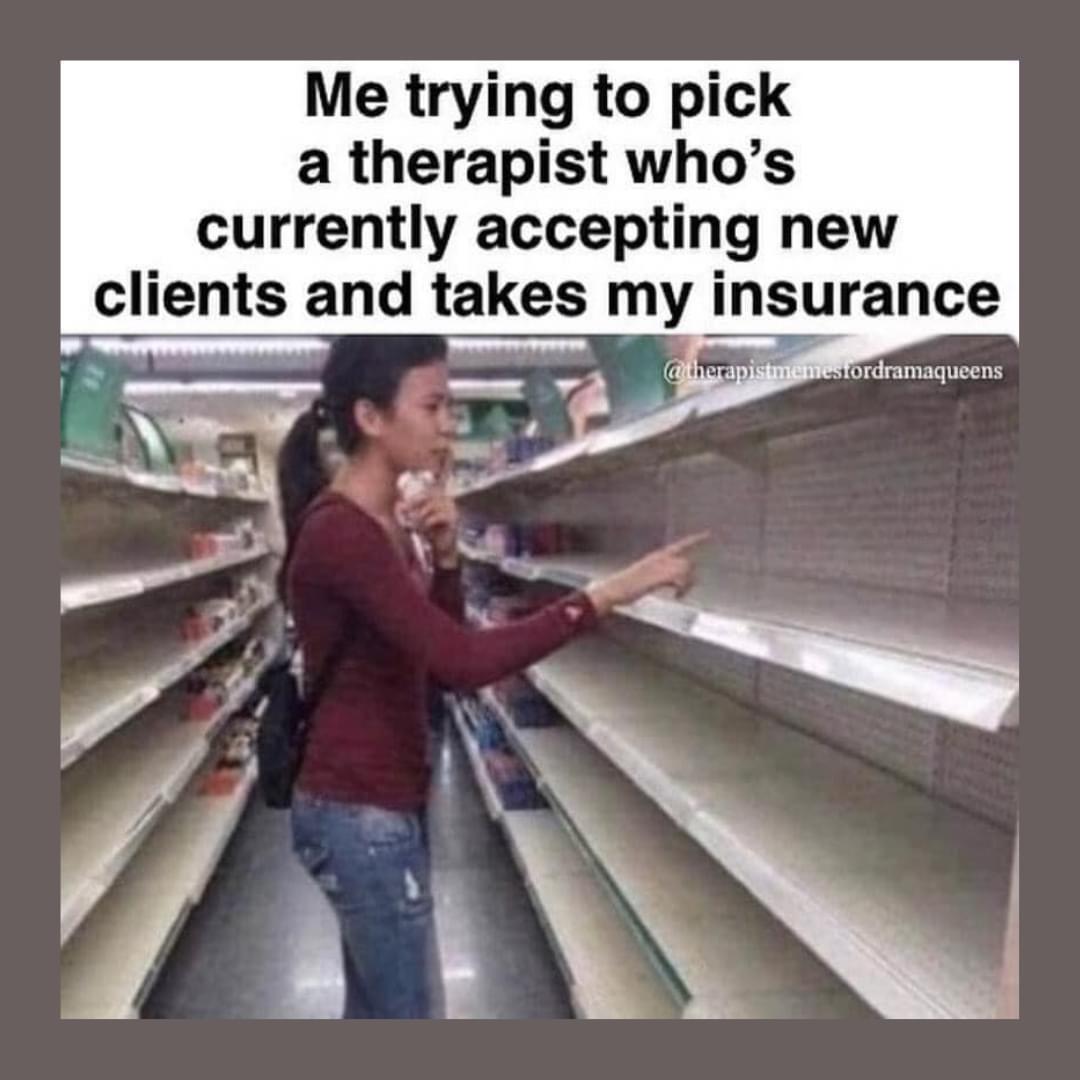 Me trying to pick
a therapist who’s
currently accepting new
clients and takes my insurance
@therapistmemesfordramaqueens